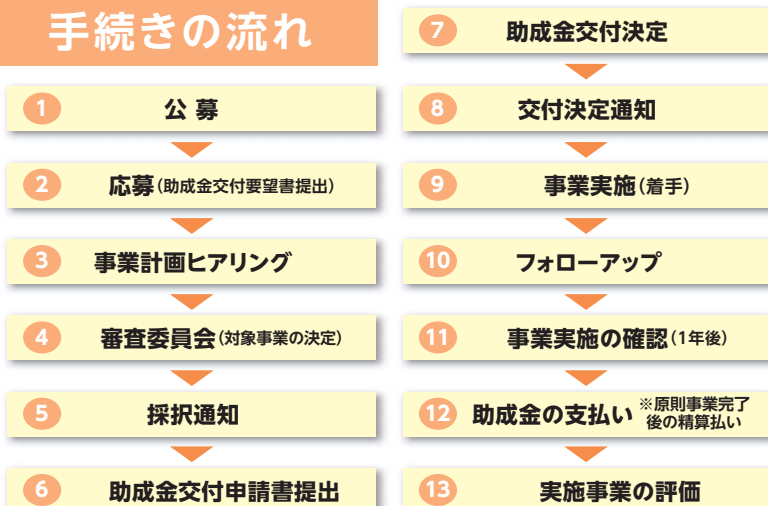 手続きの流れ
1 公 募
2 応募(助成金交付要望書提出)
3 事業計画ヒアリング
4 審査委員会(対象事業の決定)
5 採択通知
6 助成金交付申請書提出
7 助成金交付決定
8 交付決定通知
9 事業実施(着手)
10 フォローアップ
11 事業実施の確認(1年後)
12 助成金の支払い ※原則事業完了
後の精算払い
13 実施事業の評価